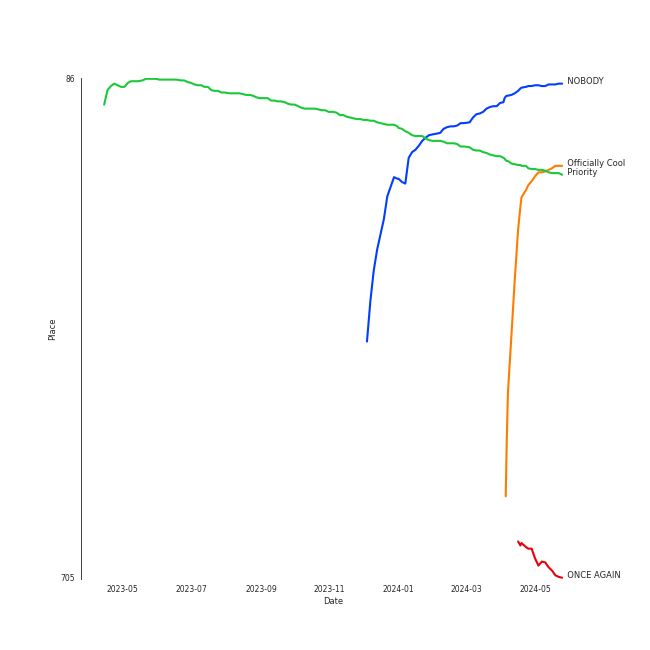 86
NOBODY
Officially Cool
Priority
Place
705
ONCE AGAIN
2023-05
2023-07
2023-09
2023-11
2024-01
2024-03
2024-05
Date